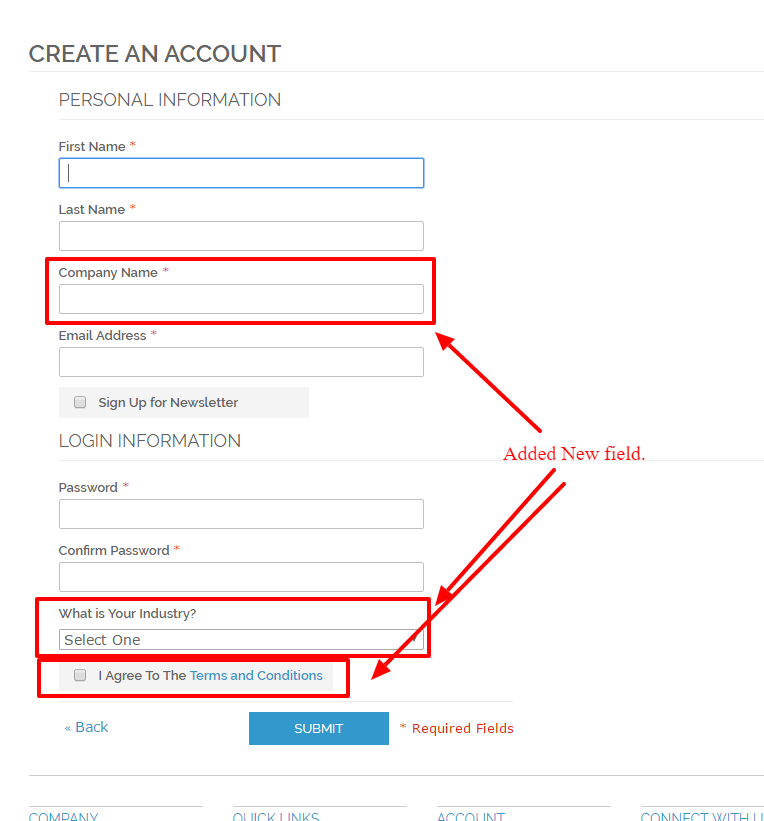 CREATE AN ACCOUNT
PERSONAL INFORMATION
First Name *
Last Name *
Company Name *
Email Address *
Sign Up for Newsletter
LOGIN INFORMATION
Added New field.
Password *
Confirm Password *
What is Your Industry?
Select One
I Agree To The Terms and Conditions
« Back SUBMIT * Required Fields
COMPANY QUICK LINKS ACCOUNT CONNECT WITH U